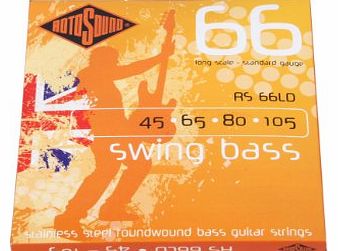 ROTOSOUND
66
long scale - standard gauge
RS 66LD
45 • 65 • 80 • 105
swing bass
stainless steel roundwound bass guitar strings